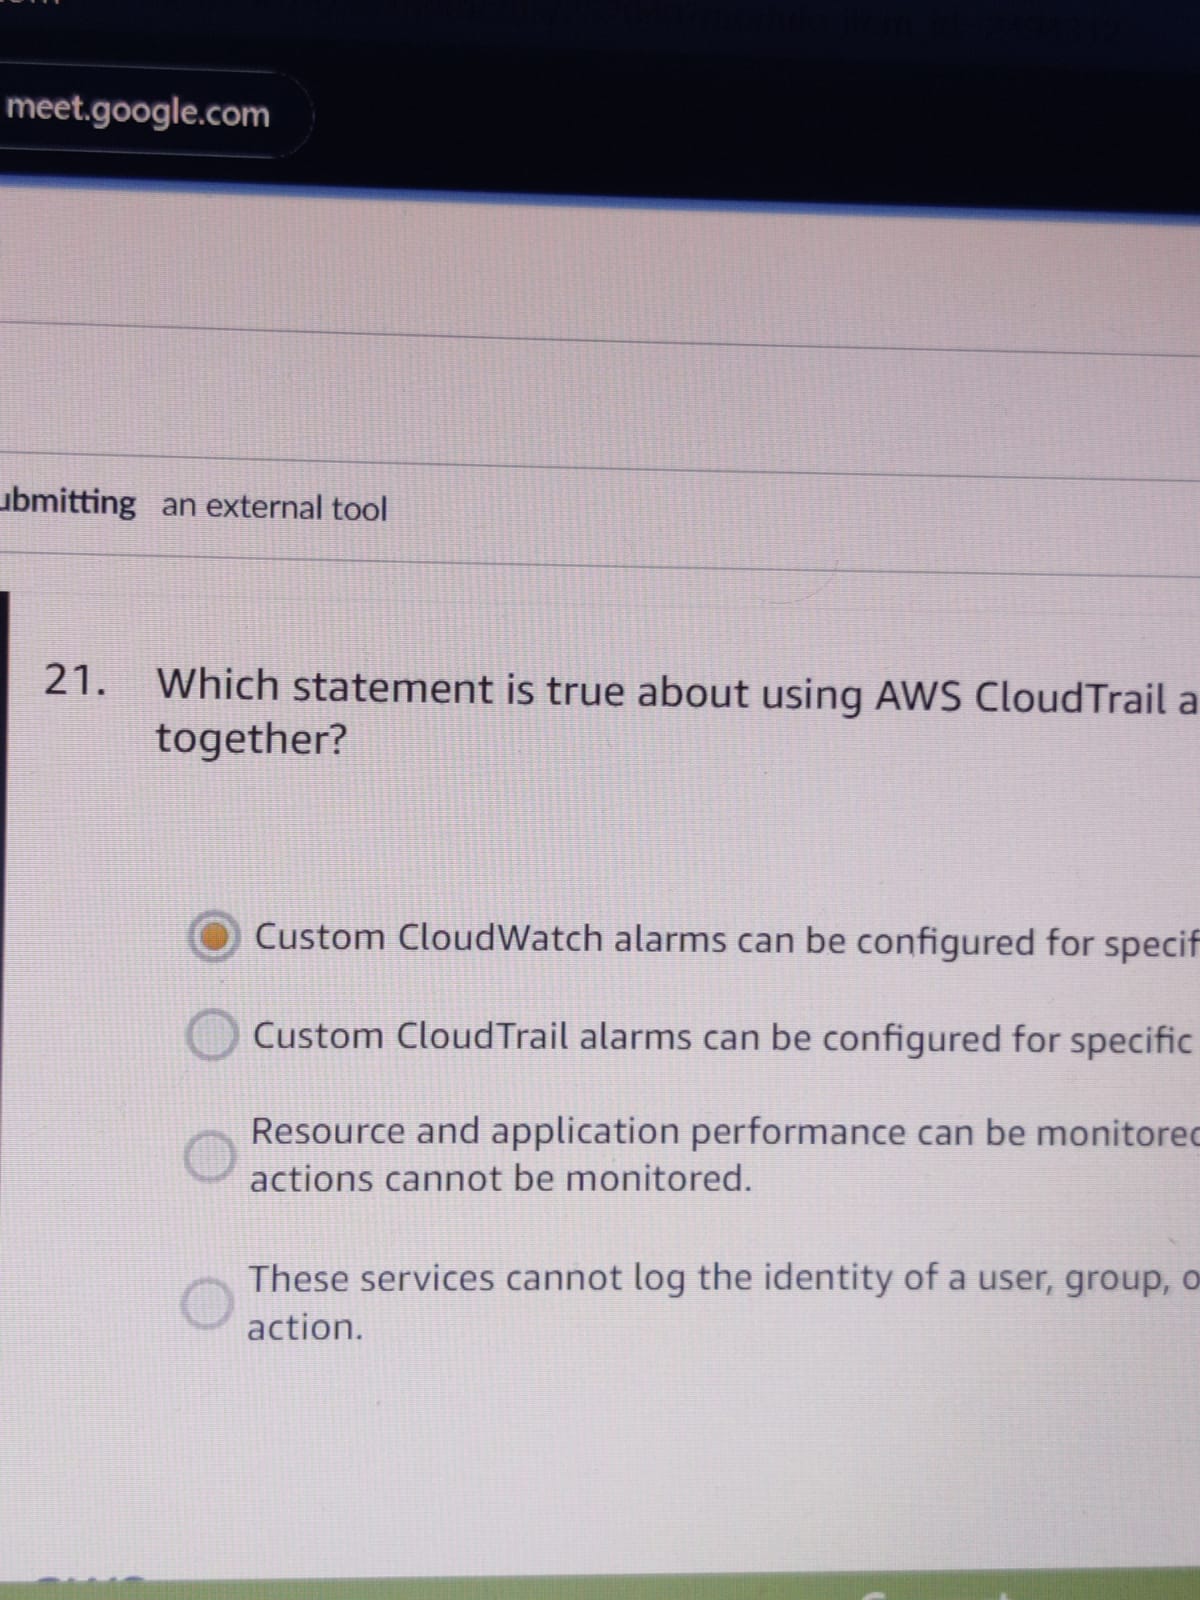 meet.google.com
ubmitting an external tool
21. Which statement is true about using AWS CloudTrail a
together?
Custom CloudWatch alarms can be configured for specif
Custom CloudTrail alarms can be configured for specific
Resource and application performance can be monitored
actions cannot be monitored.
These services cannot log the identity of a user, group, o
action.